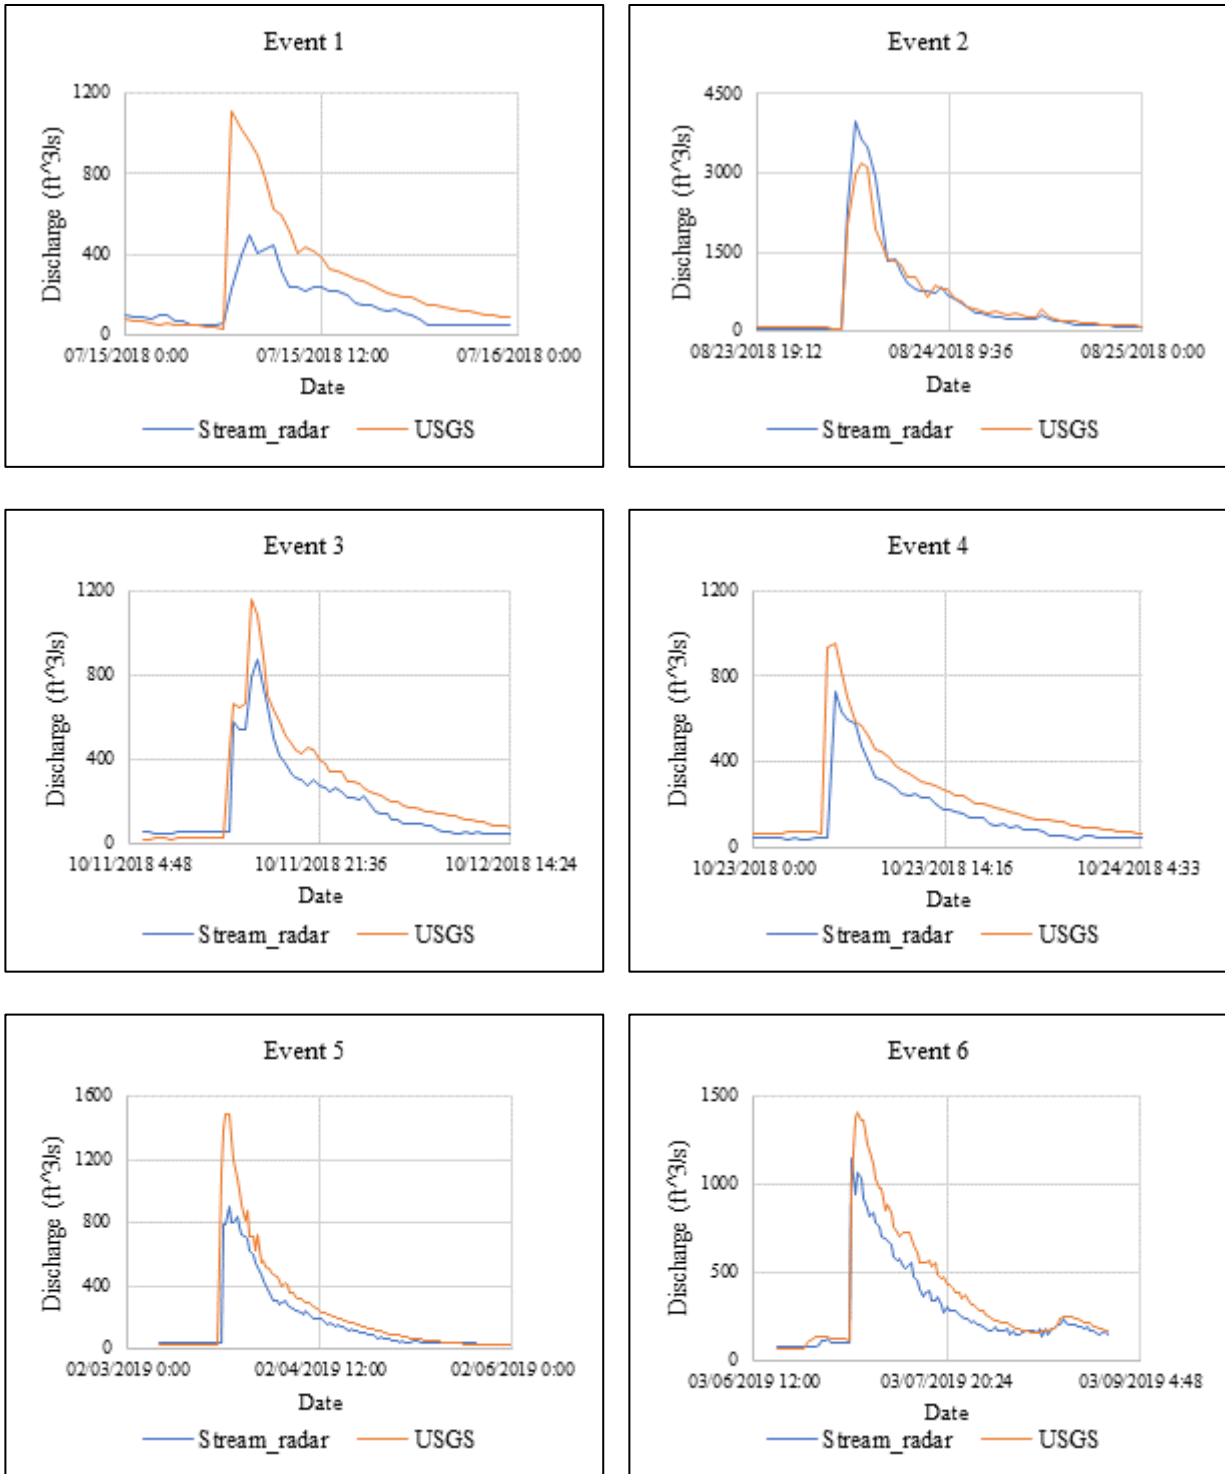 Event 1
1200
800
400
0
Discharge (ft^3/s)
07/15/2018 0:00 07/15/2018 12:00 07/16/2018 0:00
Date
Stream_radar USGS
Event 2
4500
3000
1500
0
Discharge (ft^3/s)
08/23/2018 19:12 08/24/2018 9:36 08/25/2018 0:00
Date
Stream_radar USGS
Event 3
1200
800
400
0
Discharge (ft^3/s)
10/11/2018 4:48 10/11/2018 21:36 10/12/2018 14:24
Date
Stream_radar USGS
Event 4
1200
800
400
0
Discharge (ft^3/s)
10/23/2018 0:00 10/23/2018 14:16 10/24/2018 4:33
Date
Stream_radar USGS
Event 5
1600
1200
800
400
0
Discharge (ft^3/s)
02/03/2019 0:00 02/04/2019 12:00 02/06/2019 0:00
Date
Stream_radar USGS
Event 6
1500
1000
500
0
Discharge (ft^3/s)
03/06/2019 12:00 03/07/2019 20:24 03/09/2019 4:48
Date
Stream_radar USGS